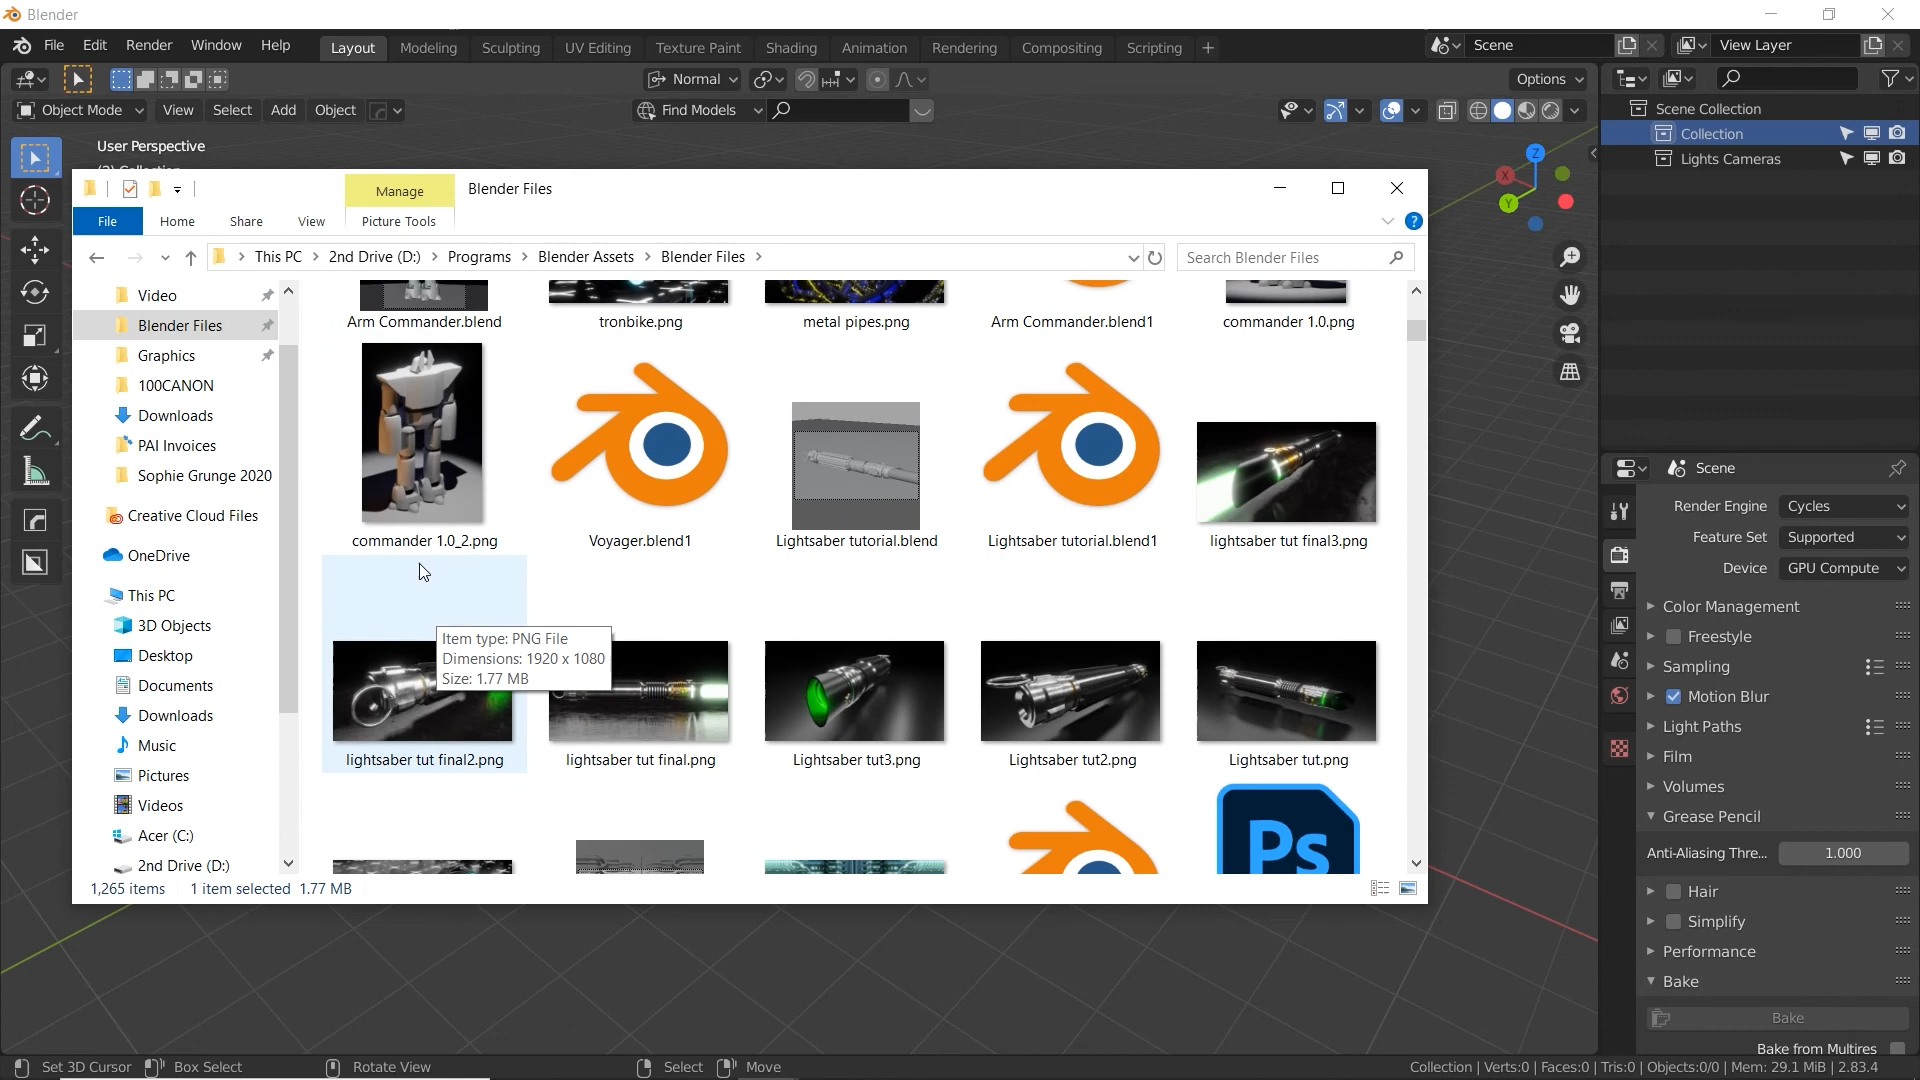 Blender
File Edit Render Window Help Layout Modeling Sculpting UV Editing Texture Paint Shading Animation Rendering Compositing Scripting + Scene View Layer
Normal Options
Object Mode View Select Add Object Find Models
Scene Collection
Collection
Lights Cameras
User Perspective
Z
X
Y
Manage Blender Files
File Home Share View Picture Tools
This PC > 2nd Drive (D:) > Programs > Blender Assets > Blender Files >
Search Blender Files
Video
Blender Files
Graphics
100CANON
Downloads
PAI Invoices
Sophie Grunge 2020
Creative Cloud Files
OneDrive
This PC
3D Objects
Desktop
Documents
Downloads
Music
Pictures
Videos
Acer (C:)
2nd Drive (D:)
Arm Commander.blend tronbike.png metal pipes.png Arm Commander.blend1 commander 1.0.png
commander 1.0_2.png Voyager.blend1 Lightsaber tutorial.blend Lightsaber tutorial.blend1 lightsaber tut final3.png
Item type: PNG File
Dimensions: 1920 x 1080
Size: 1.77 MB
lightsaber tut final2.png lightsaber tut final.png Lightsaber tut3.png Lightsaber tut2.png Lightsaber tut.png
Ps
1,265 items 1 item selected 1.77 MB
Scene
Render Engine Cycles
Feature Set Supported
Device GPU Compute
Color Management
Freestyle
Sampling
Motion Blur
Light Paths
Film
Volumes
Grease Pencil
Anti-Aliasing Thre... 1.000
Hair
Simplify
Performance
Bake
Bake
Bake from Multires
Set 3D Cursor Box Select Rotate View Select Move
Collection | Verts:0 | Faces:0 | Tris:0 | Objects:0/0 | Mem: 29.1 MiB | 2.83.4